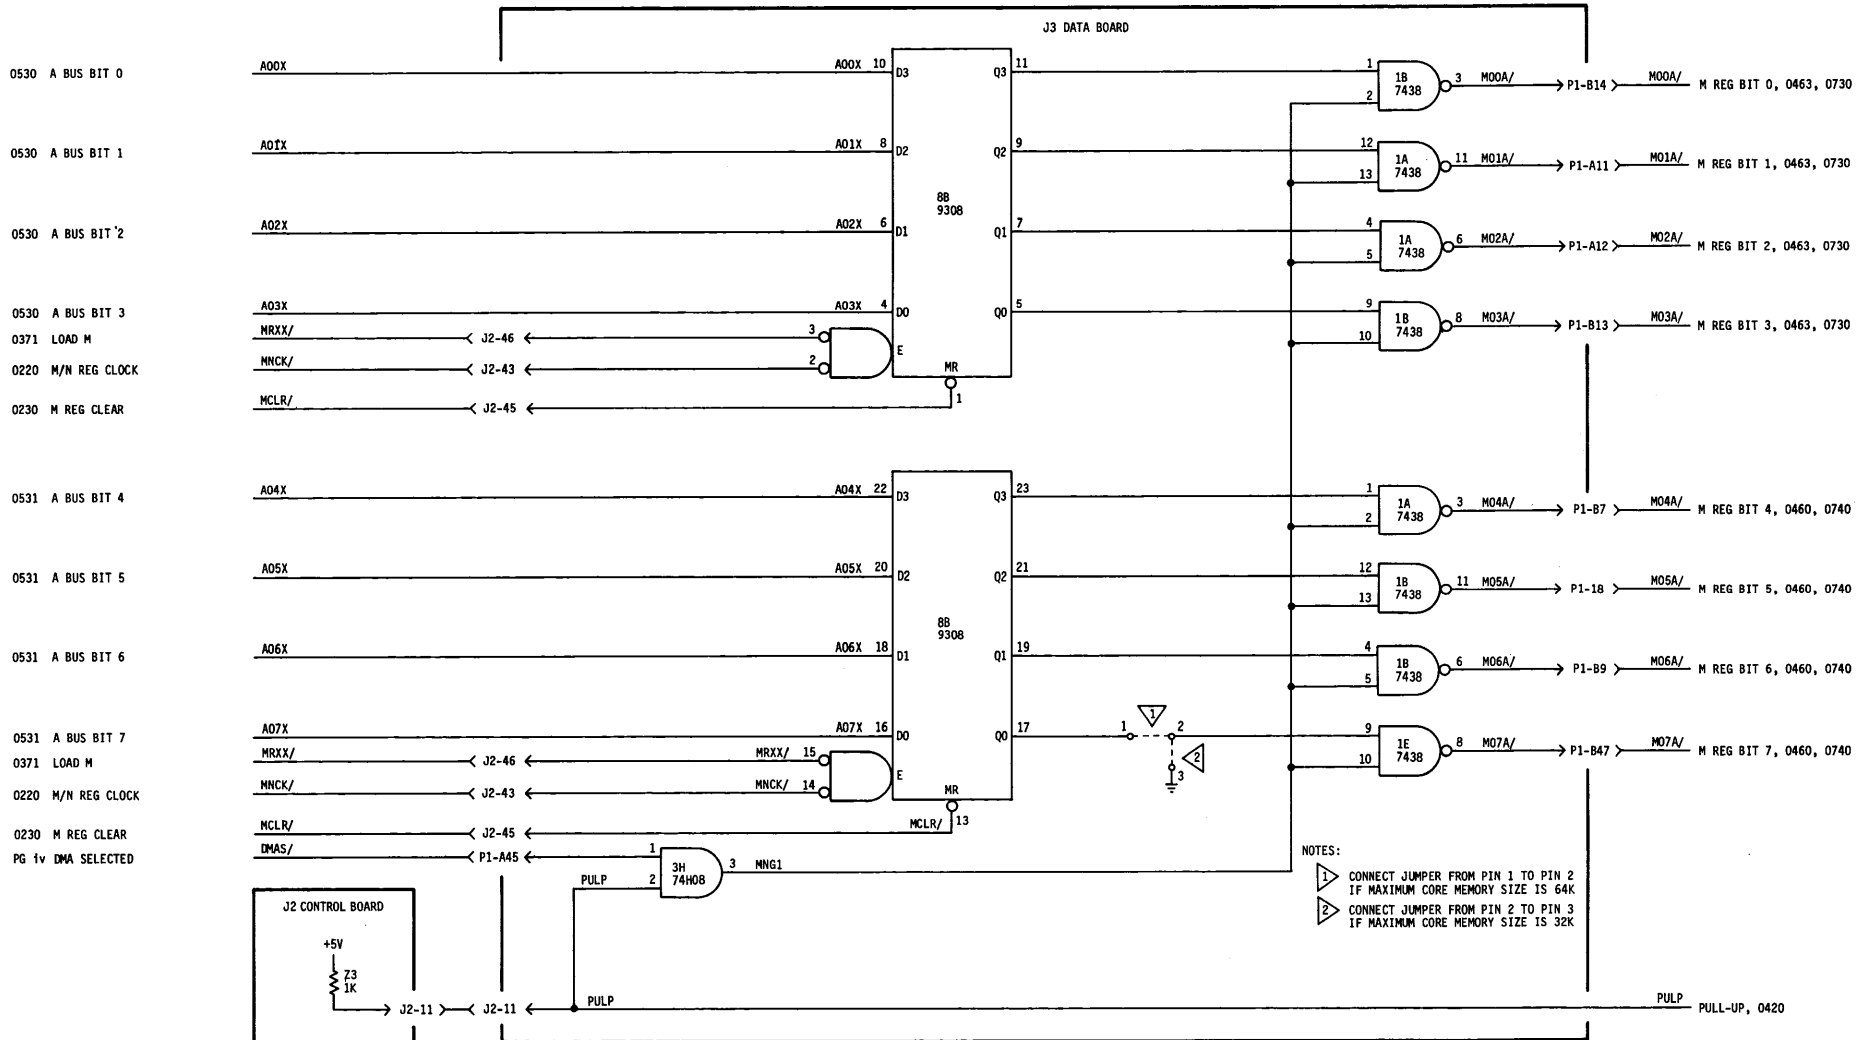 J3 DATA BOARD
0530 A BUS BIT 0 A00X A00X 10 D3 Q3 11 1 2 1B 7438 3 M00A/ P1-B14 M00A/ M REG BIT 0, 0463, 0730
0530 A BUS BIT 1 A01X A01X 8 D2 Q2 9 12 13 1A 7438 11 M01A/ P1-A11 M01A/ M REG BIT 1, 0463, 0730
8B
9308
0530 A BUS BIT '2 A02X A02X 6 D1 Q1 7 4 5 1A 7438 6 M02A/ P1-A12 M02A/ M REG BIT 2, 0463, 0730
0530 A BUS BIT 3 A03X A03X 4 D0 Q0 5 9 10 1B 7438 8 M03A/ P1-B13 M03A/ M REG BIT 3, 0463, 0730
0371 LOAD M MRXX/ J2-46 3 E
0220 M/N REG CLOCK MNCK/ J2-43 2 MR
0230 M REG CLEAR MCLR/ J2-45 1
0531 A BUS BIT 4 A04X A04X 22 D3 Q3 23 1 2 1A 7438 3 M04A/ P1-B7 M04A/ M REG BIT 4, 0460, 0740
0531 A BUS BIT 5 A05X A05X 20 D2 Q2 21 12 13 1B 7438 11 M05A/ P1-18 M05A/ M REG BIT 5, 0460, 0740
8B
9308
0531 A BUS BIT 6 A06X A06X 18 D1 Q1 19 4 5 1B 7438 6 M06A/ P1-B9 M06A/ M REG BIT 6, 0460, 0740
0531 A BUS BIT 7 A07X A07X 16 D0 Q0 17 1 1 2 2 3 9 10 1E 7438 8 M07A/ P1-B47 M07A/ M REG BIT 7, 0460, 0740
0371 LOAD M MRXX/ J2-46 MRXX/ 15 E
0220 M/N REG CLOCK MNCK/ J2-43 MNCK/ 14 MR
0230 M REG CLEAR MCLR/ J2-45 MCLR/ 13
PG iv DMA SELECTED DMAS/ P1-A45 1 3H 74H08 3 MNG1
PULP 2
NOTES:
1 CONNECT JUMPER FROM PIN 1 TO PIN 2
IF MAXIMUM CORE MEMORY SIZE IS 64K
2 CONNECT JUMPER FROM PIN 2 TO PIN 3
IF MAXIMUM CORE MEMORY SIZE IS 32K
J2 CONTROL BOARD
+5V
Z3
1K
J2-11 J2-11 PULP PULP PULL-UP, 0420